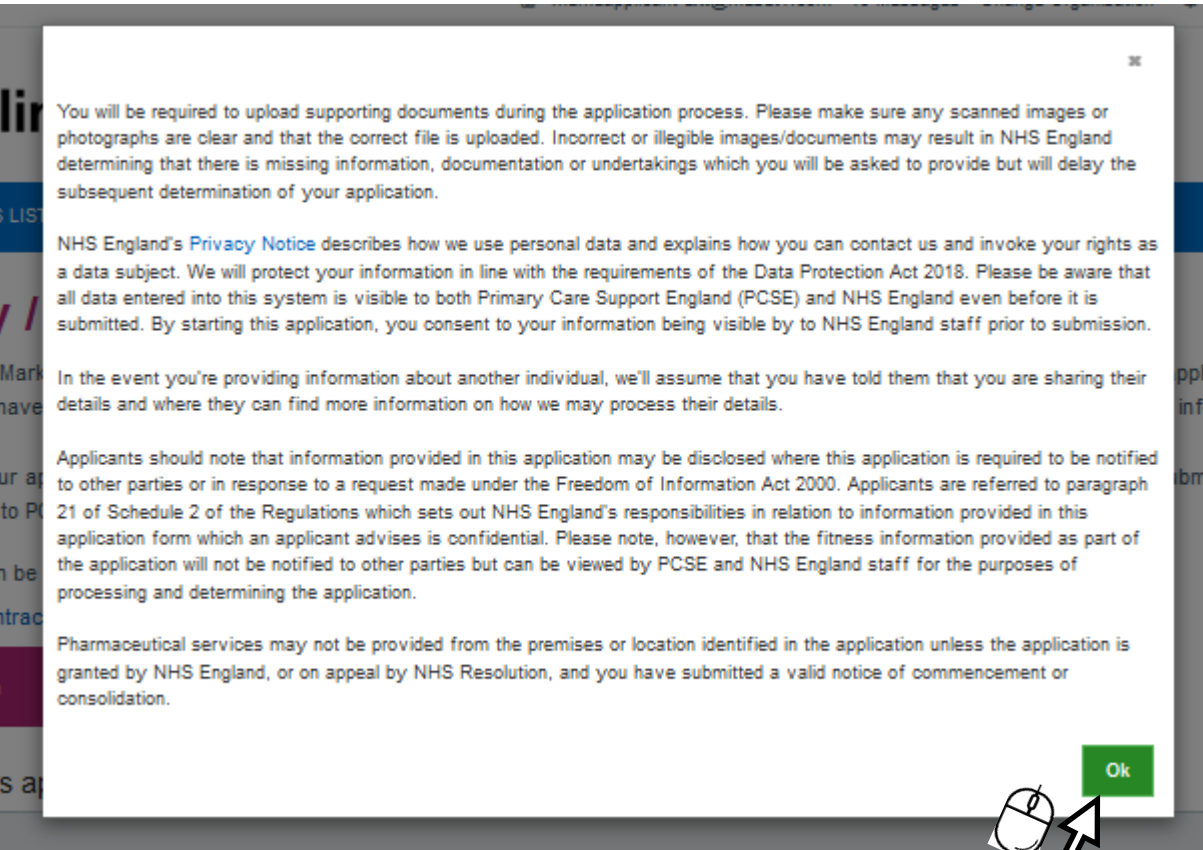 lin
You will be required to upload supporting documents during the application process. Please make sure any scanned images or
photographs are clear and that the correct file is uploaded. Incorrect or illegible images/documents may result in NHS England
determining that there is missing information, documentation or undertakings which you will be asked to provide but will delay the
subsequent determination of your application.
S LIST
NHS England's Privacy Notice describes how we use personal data and explains how you can contact us and invoke your rights as
a data subject. We will protect your information in line with the requirements of the Data Protection Act 2018. Please be aware that
all data entered into this system is visible to both Primary Care Support England (PCSE) and NHS England even before it is
submitted. By starting this application, you consent to your information being visible by to NHS England staff prior to submission.
y /
Mark
In the event you're providing information about another individual, we'll assume that you have told them that you are sharing their
details and where they can find more information on how we may process their details.
have
inf
Applicants should note that information provided in this application may be disclosed where this application is required to be notified
to other parties or in response to a request made under the Freedom of Information Act 2000. Applicants are referred to paragraph
21 of Schedule 2 of the Regulations which sets out NHS England's responsibilities in relation to information provided in this
application form which an applicant advises is confidential. Please note, however, that the fitness information provided as part of
the application will not be notified to other parties but can be viewed by PCSE and NHS England staff for the purposes of
processing and determining the application.
ur ap
to PC
n be
ntrac
Pharmaceutical services may not be provided from the premises or location identified in the application unless the application is
granted by NHS England, or on appeal by NHS Resolution, and you have submitted a valid notice of commencement or
consolidation.
Ok
s ap